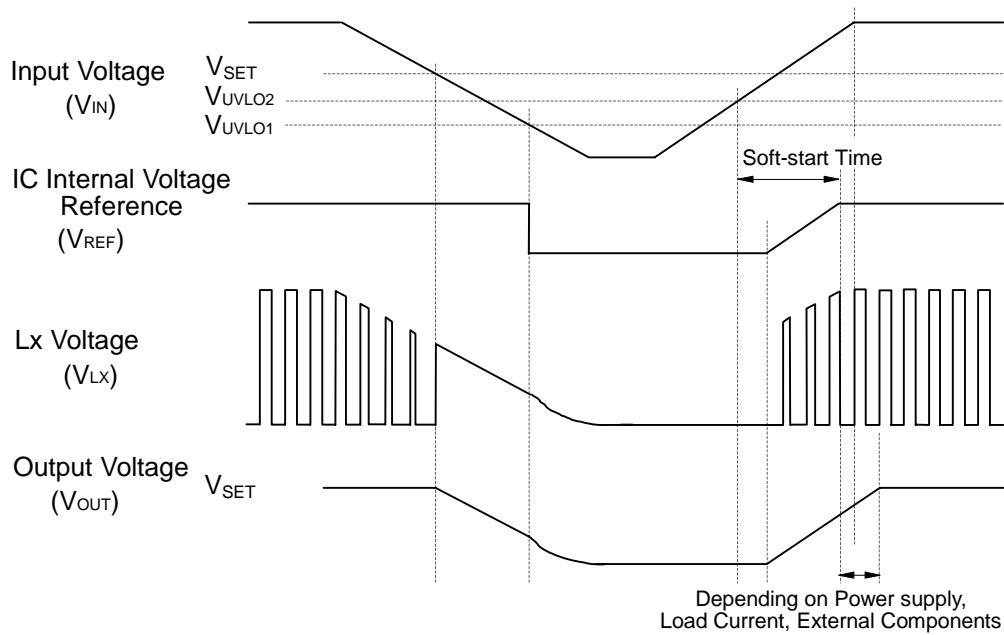 Input Voltage
(VIN)
VSET
VUVLO2
VUVLO1
Soft-start Time
IC Internal Voltage
Reference
(VREF)
Lx Voltage
(VLX)
Output Voltage
(VOUT)
VSET
Depending on Power supply,
Load Current, External Components